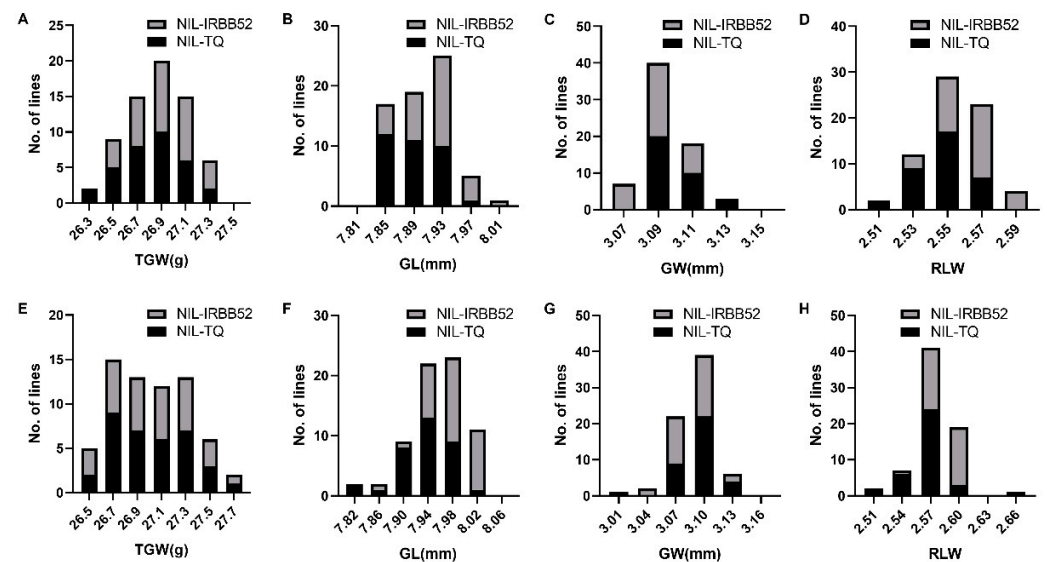 A
NIL-IRBB52
NIL-TQ
No. of lines
25
20
15
10
5
0
26.3 26.5 26.7 26.9 27.1 27.3 27.5
TGW(g)
B
NIL-IRBB52
NIL-TQ
No. of lines
30
20
10
0
7.81 7.85 7.89 7.93 7.97 8.01
GL(mm)
C
NIL-IRBB52
NIL-TQ
No. of lines
50
40
30
20
10
0
3.07 3.09 3.11 3.13 3.15
GW(mm)
D
NIL-IRBB52
NIL-TQ
No. of lines
40
30
20
10
0
2.51 2.53 2.55 2.57 2.59
RLW
E
NIL-IRBB52
NIL-TQ
No. of lines
20
15
10
5
0
26.5 26.7 26.9 27.1 27.3 27.5 27.7
TGW(g)
F
NIL-IRBB52
NIL-TQ
No. of lines
30
20
10
0
7.82 7.86 7.90 7.94 7.98 8.02 8.06
GL(mm)
G
NIL-IRBB52
NIL-TQ
No. of lines
50
40
30
20
10
0
3.01 3.04 3.07 3.10 3.13 3.16
GW(mm)
H
NIL-IRBB52
NIL-TQ
No. of lines
50
40
30
20
10
0
2.51 2.54 2.57 2.60 2.63 2.66
RLW